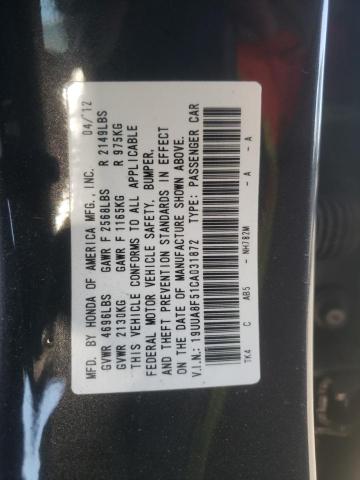 MFD. BY HONDA OF AMERICA MFG., INC. 04/12
GVWR 4696LBS GAWR F 2560LBS R 2149LBS
GVWR 2130KG GAWR F 1165KG R 975KG
THIS VEHICLE CONFORMS TO ALL APPLICABLE
FEDERAL MOTOR VEHICLE SAFETY, BUMPER,
AND THEFT PREVENTION STANDARDS IN EFFECT
ON THE DATE OF MANUFACTURE SHOWN ABOVE.
V.I.N.: 19UUA8F51CA031872 TYPE: PASSENGER CAR
TK4 C AB5 - NH782M - A - A